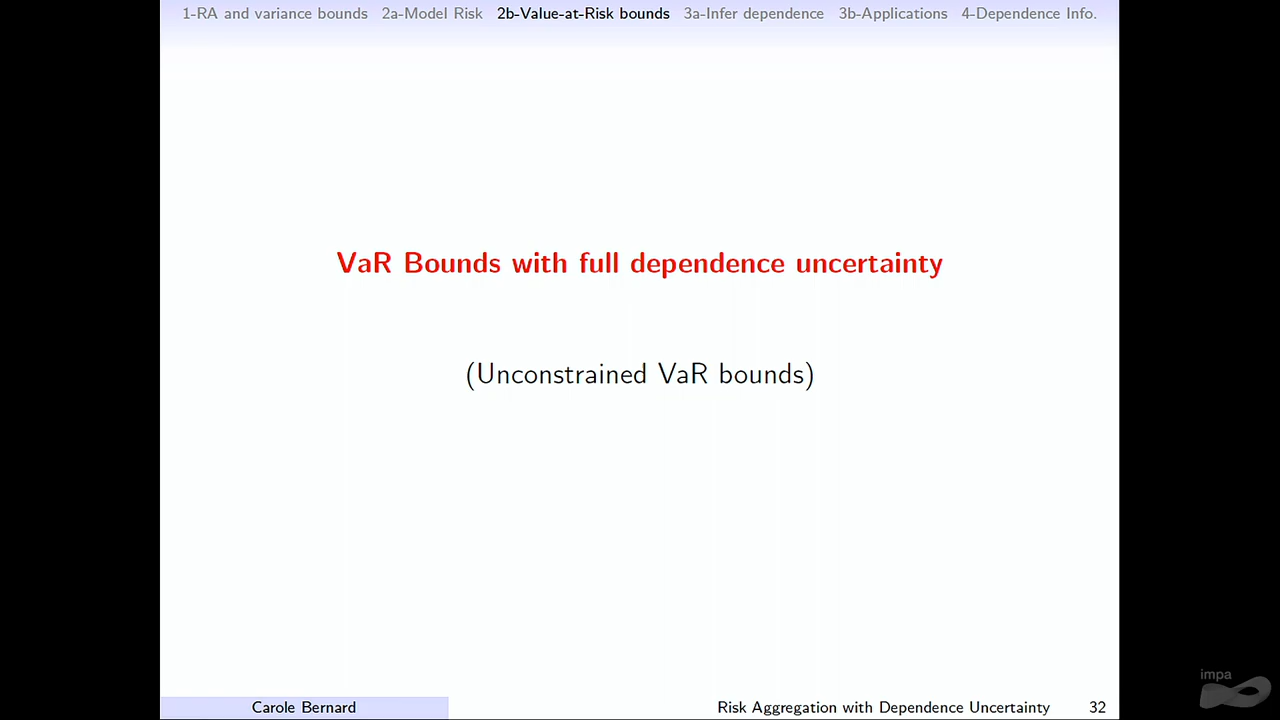 1-RA and variance bounds 2a-Model Risk 2b-Value-at-Risk bounds 3a-Infer dependence 3b-Applications 4-Dependence Info.
VaR Bounds with full dependence uncertainty
(Unconstrained VaR bounds)
impa
Carole Bernard Risk Aggregation with Dependence Uncertainty 32